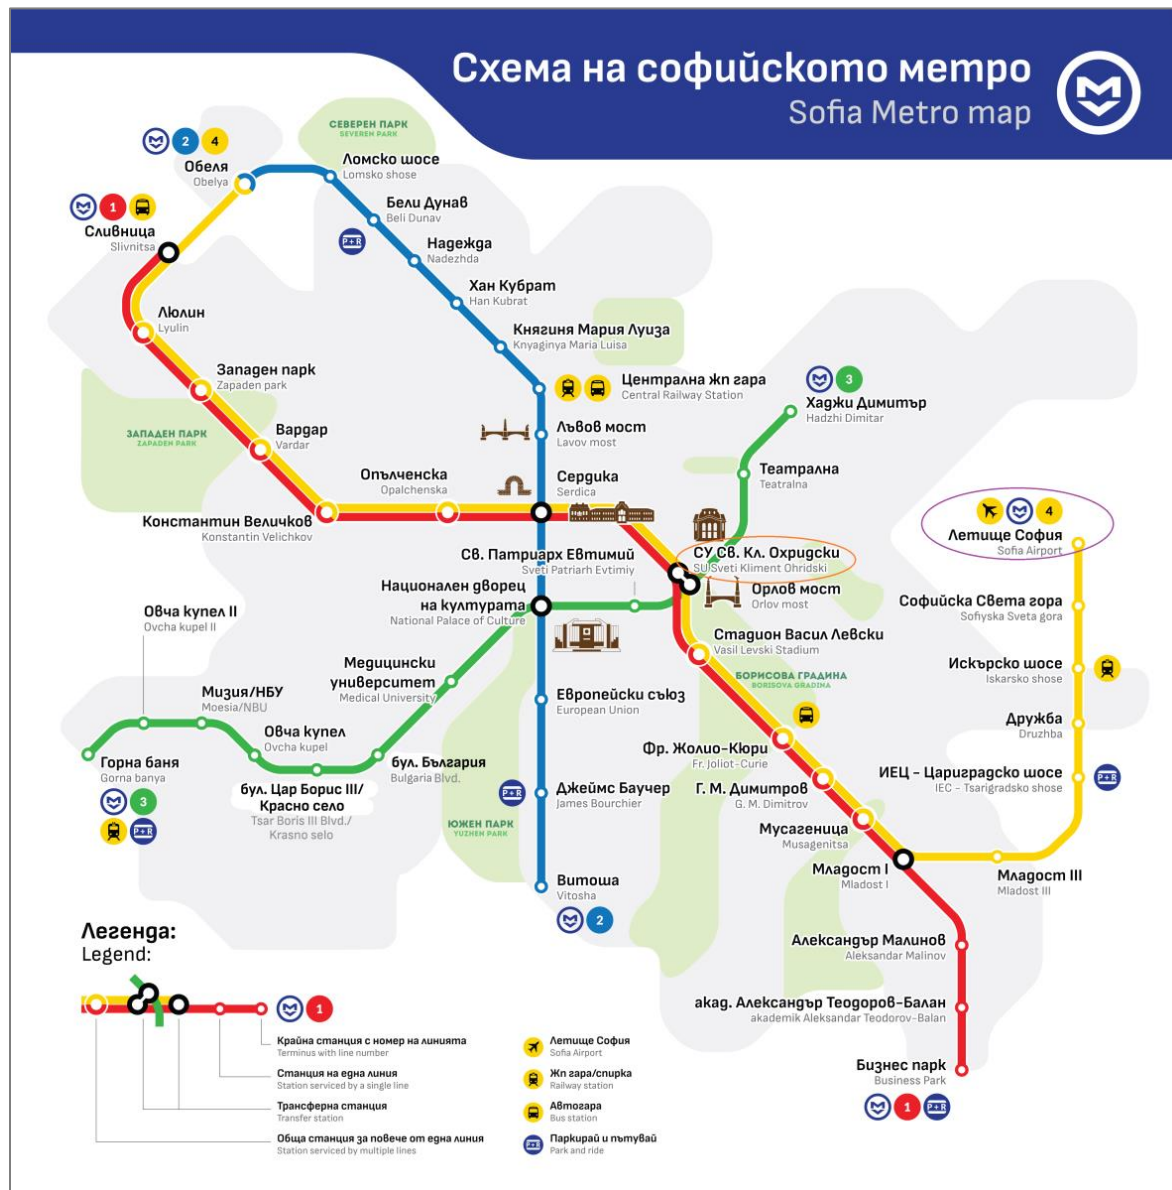 Схема на софийското метро
Sofia Metro map
СЕВЕРЕН ПАРК
SEVEREN PARK
2 4
Обеля
Obelya
Ломско шосе
Lomsko shose
1
Сливница
Slivnitsa
Бели Дунав
Beli Dunav
P+R
Надежда
Nadezhda
Хан Кубрат
Han Kubrat
Люлин
Lyulin
Княгиня Мария Луиза
Knyaginya Maria Luisa
Западен парк
Zapaden park
Централна жп гара
Central Railway Station
3
Хаджи Димитър
Hadzhi Dimitar
ЗАПАДЕН ПАРК
ZAPADEN PARK
Вардар
Vardar
Лъвов мост
Lavov most
Опълченска
Opalchenska
Сердика
Serdica
Театрална
Teatralna
Константин Величков
Konstantin Velichkov
4
Летище София
Sofia Airport
Св. Патриарх Евтимий
Sveti Patriarh Evtimiy
СУ Св. Кл. Охридски
SU Sveti Kliment Ohridski
Национален дворец
на културата
National Palace of Culture
Орлов мост
Orlov most
Софийска Света гора
Sofiyska Sveta gora
Овча купел II
Ovcha kupel II
Стадион Васил Левски
Vasil Levski Stadium
Медицински
университет
Medical University
БОРИСОВА ГРАДИНА
BORISOVA GRADINA
Искърско шосе
Iskarsko shose
Мизия/НБУ
Moesia/NBU
Европейски съюз
European Union
Дружба
Druzhba
Овча купел
Ovcha kupel
Фр. Жолио-Кюри
Fr. Joliot-Curie
Горна баня
Gorna banya
3
P+R
бул. България
Bulgaria Blvd.
бул. Цар Борис III/
Красно село
Tsar Boris III Blvd./
Krasno selo
P+R
Джеймс Баучер
James Bourchier
Г. М. Димитров
G. M. Dimitrov
ИЕЦ - Цариградско шосе
IEC - Tsarigradsko shose
P+R
ЮЖЕН ПАРК
YUZHEN PARK
Мусагеница
Musagenitsa
Младост I
Mladost I
Младост III
Mladost III
Витоша
Vitosha
2
Александър Малинов
Aleksandar Malinov
акад. Александър Теодоров-Балан
akademik Aleksandar Teodorov-Balan
Бизнес парк
Business Park
1 P+R
Легенда:
Legend:
1
Крайна станция с номер на линията
Terminus with line number
Станция на една линия
Station serviced by a single line
Трансферна станция
Transfer station
Обща станция за повече от една линия
Station serviced by multiple lines
Летище София
Sofia Airport
Жп гара/спирка
Railway station
Автогара
Bus station
P+R
Паркирай и пътувай
Park and ride